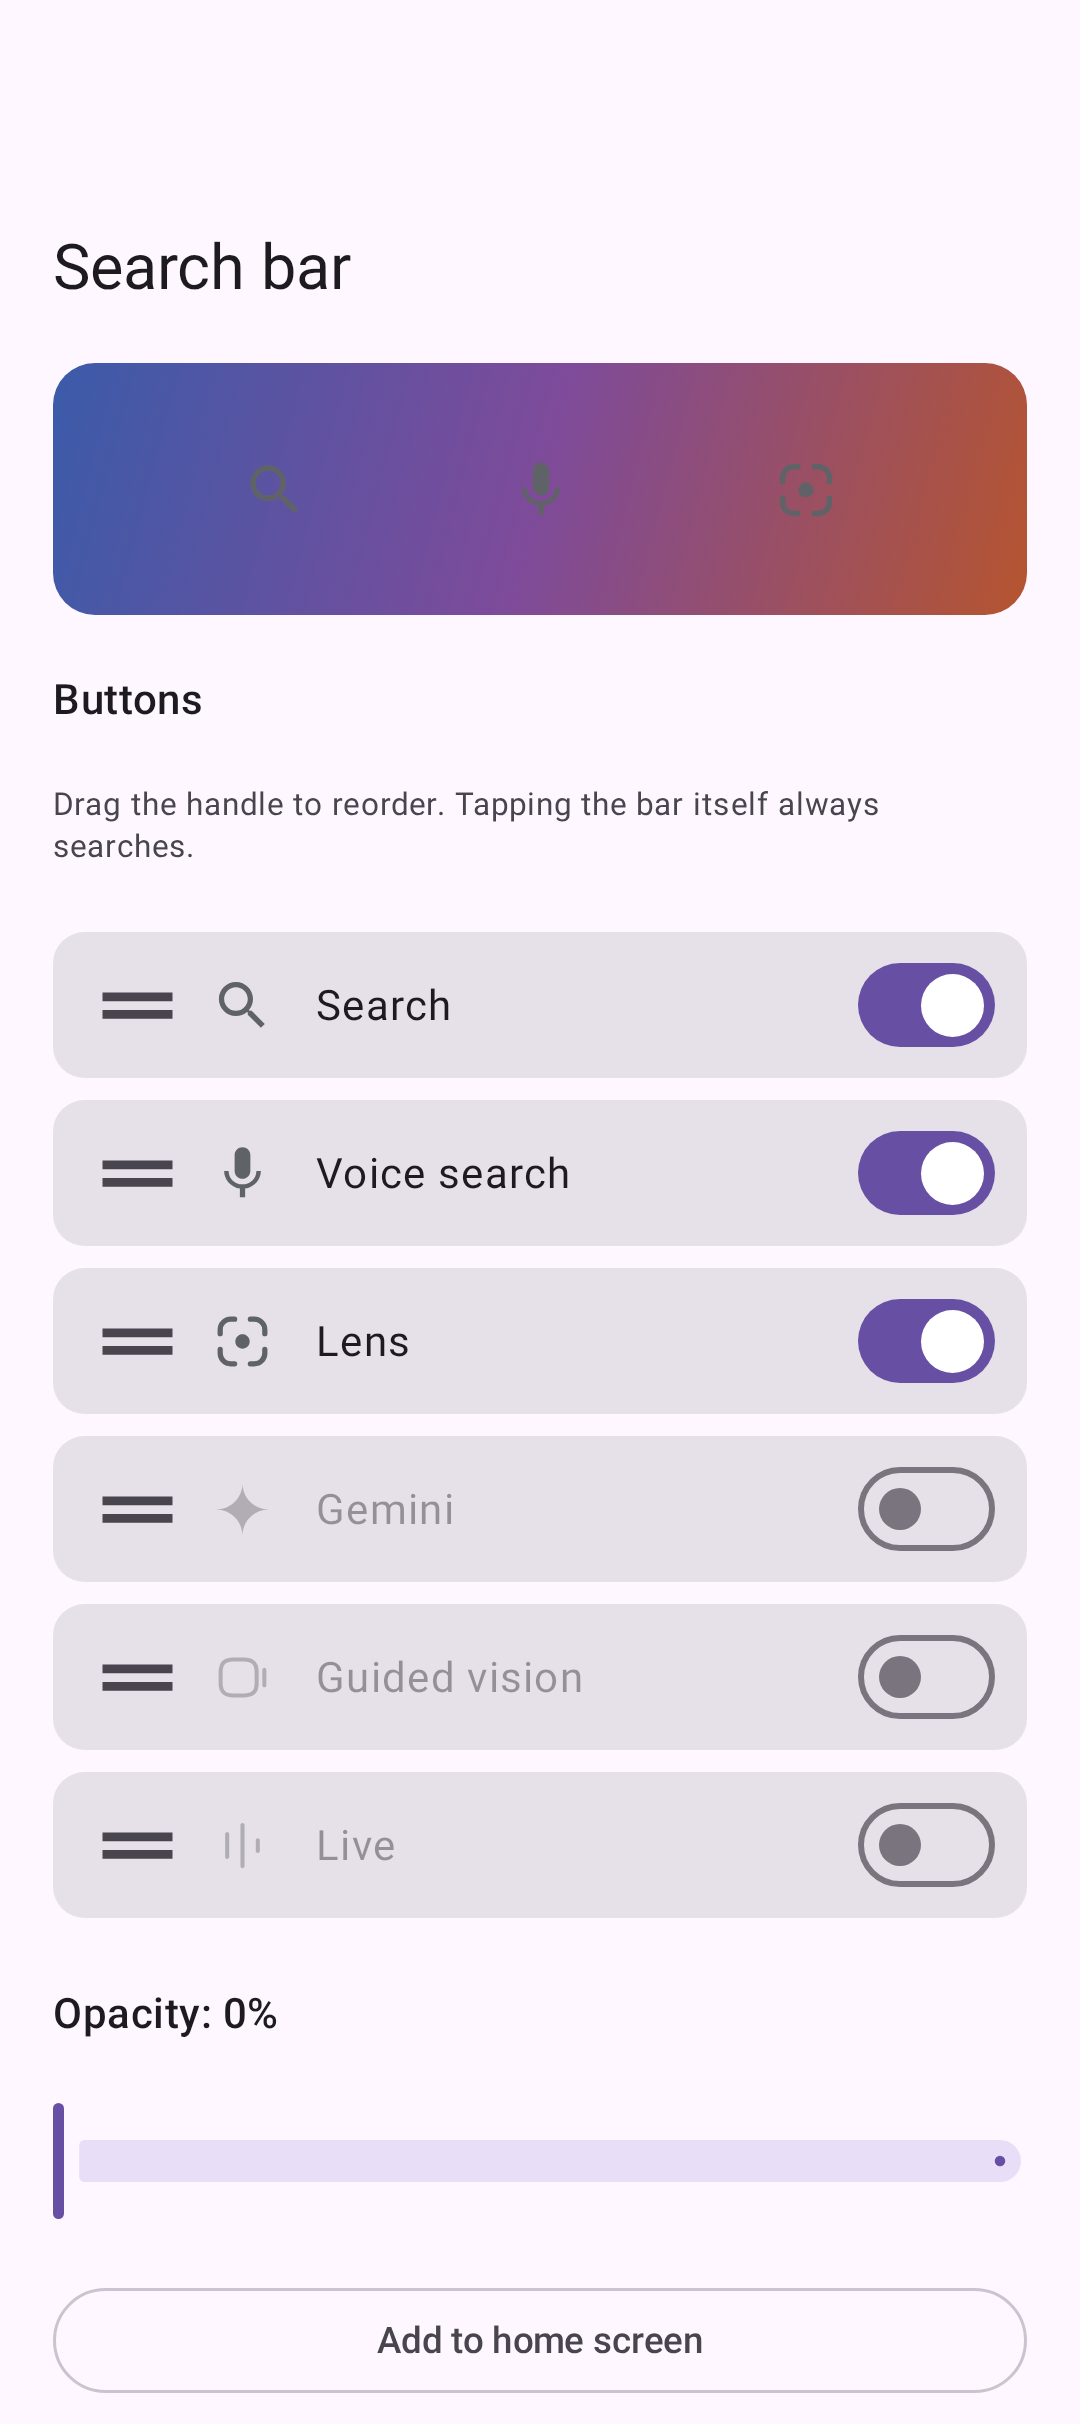 Search bar
Buttons
Drag the handle to reorder. Tapping the bar itself always
searches.
Search
Voice search
Lens
Gemini
Guided vision
Live
Opacity: 0%
Add to home screen